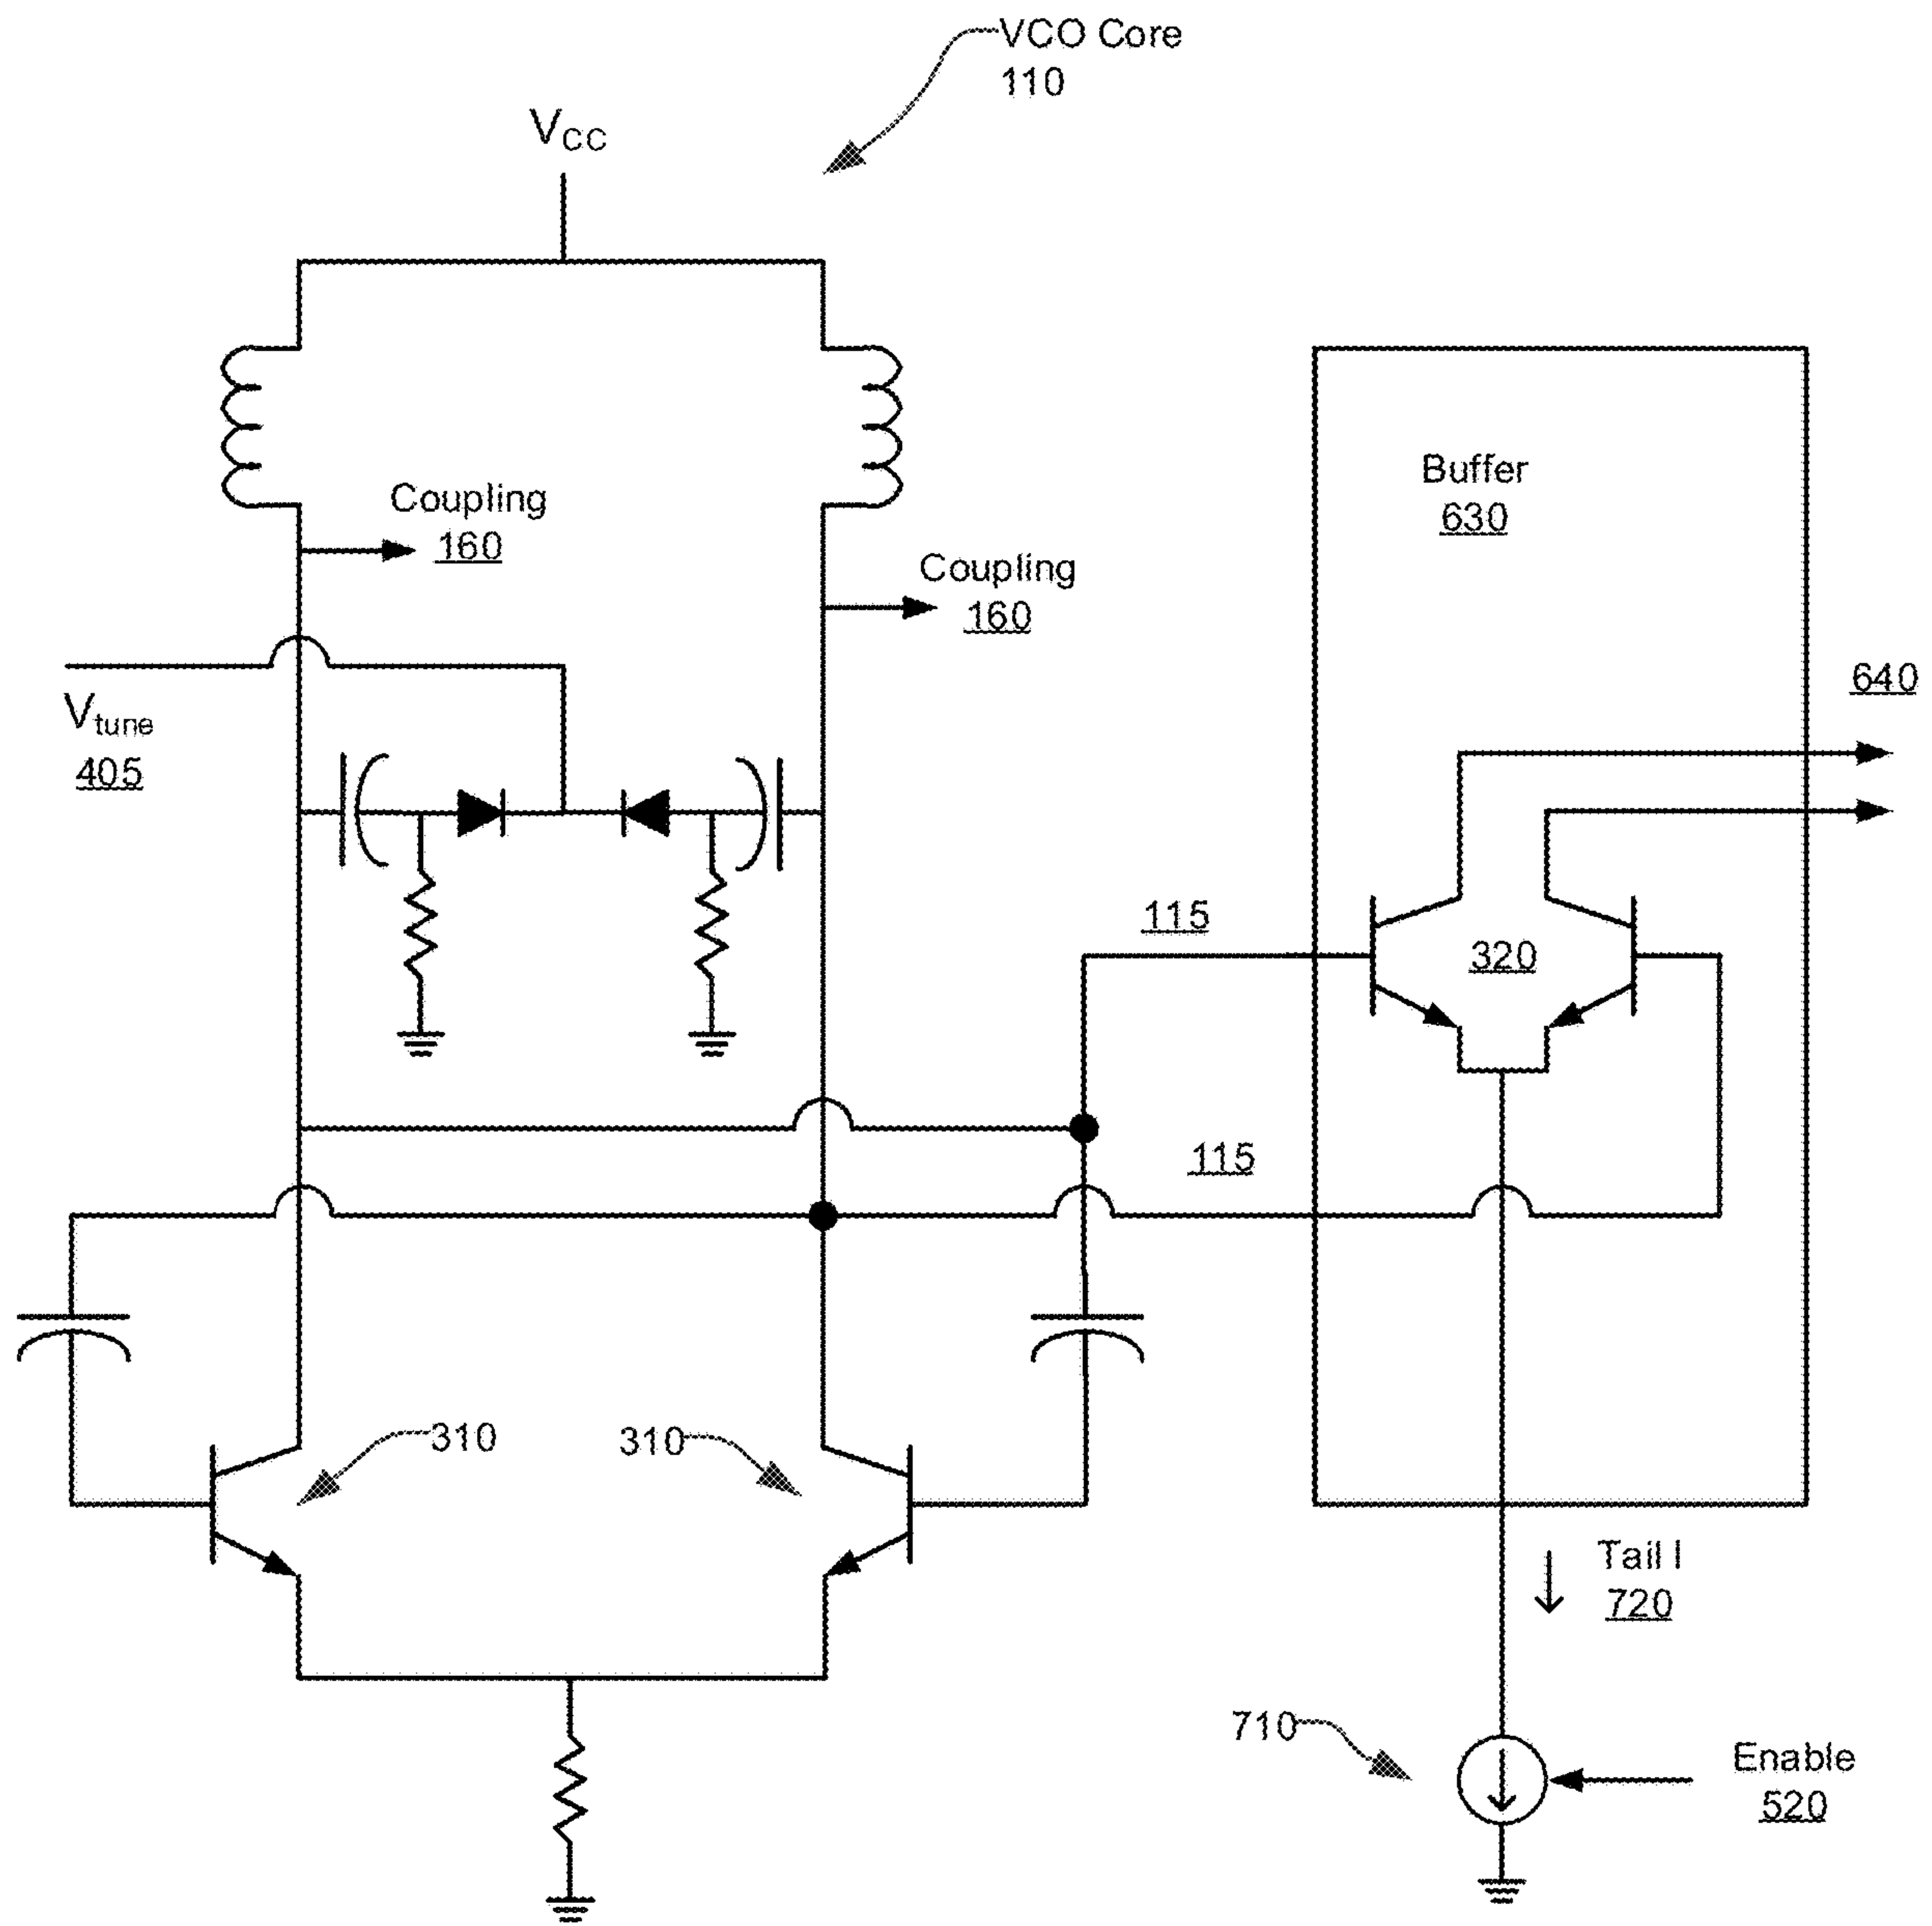 VCO Core
110
VCC
Buffer
630
Coupling
160
Coupling
160
640
Vtune
405
115
320
115
310
310
Tail I
720
710
Enable
520